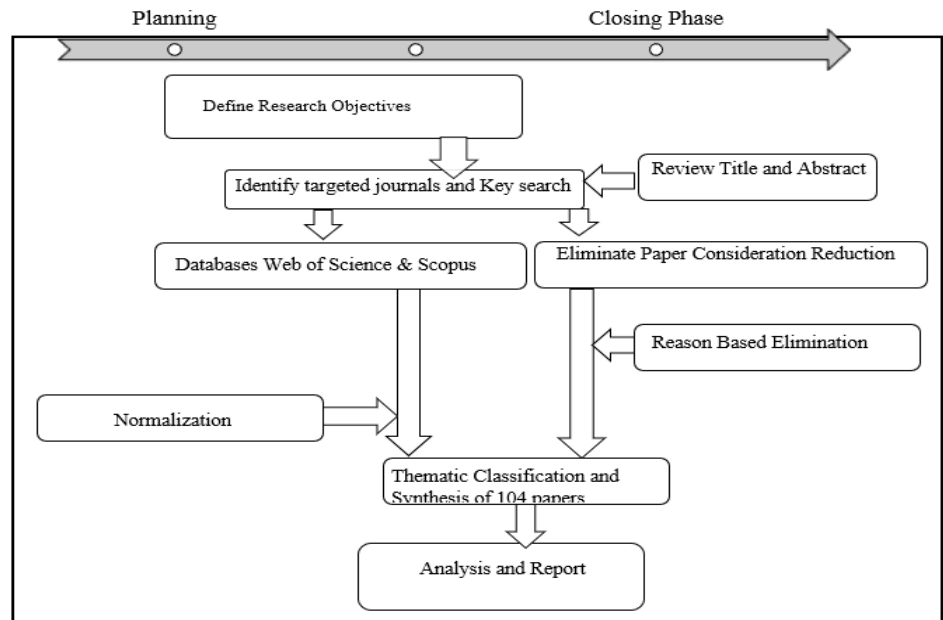 Planning
Closing Phase
Define Research Objectives
Identify targeted journals and Key search
Review Title and Abstract
Databases Web of Science & Scopus
Eliminate Paper Consideration Reduction
Reason Based Elimination
Normalization
Thematic Classification and
Synthesis of 104 papers
Analysis and Report